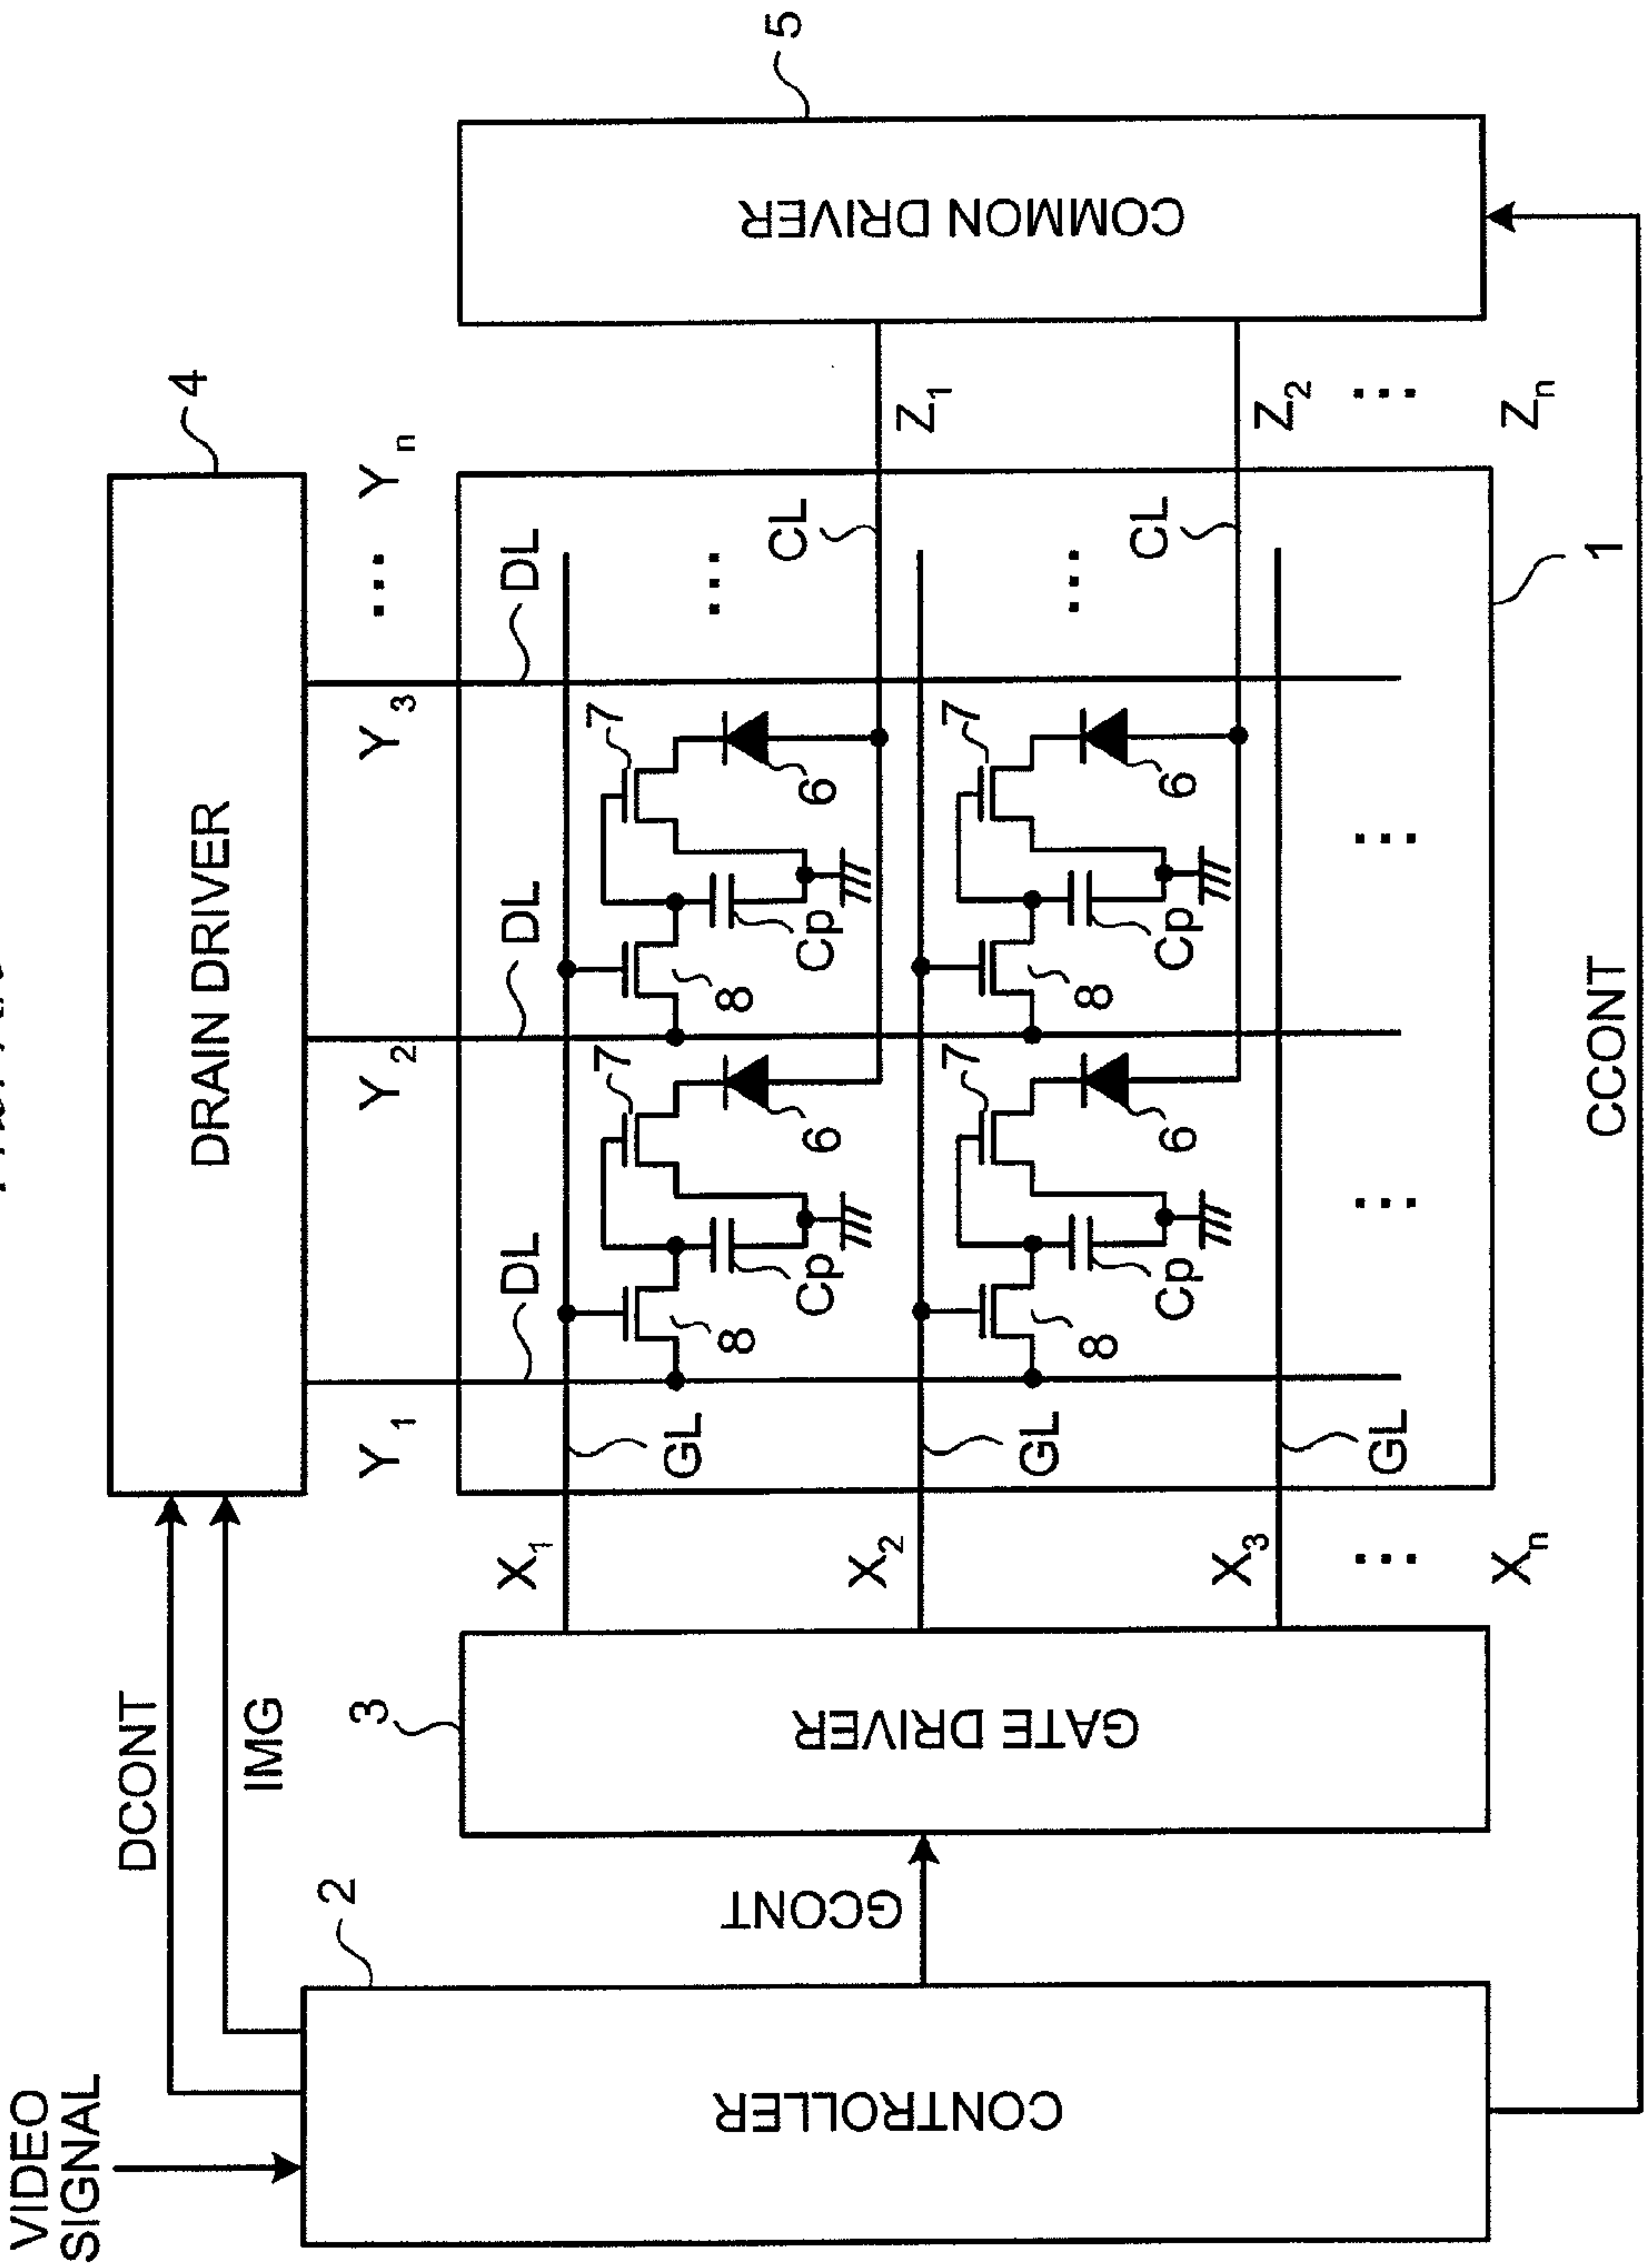 VIDEO
SIGNAL
DCONT
IMG
DRAIN DRIVER
4
Y1
Y2
Y3
...
Yn
CONTROLLER
2
GCONT
GATE DRIVER
3
X1
X2
X3
...
Xn
DL
DL
DL
GL
8
Cp
7
6
8
Cp
7
6
...
CL
Z1
GL
8
Cp
7
6
8
Cp
7
6
...
CL
Z2
GL
...
...
...
Zn
1
COMMON DRIVER
5
CCONT